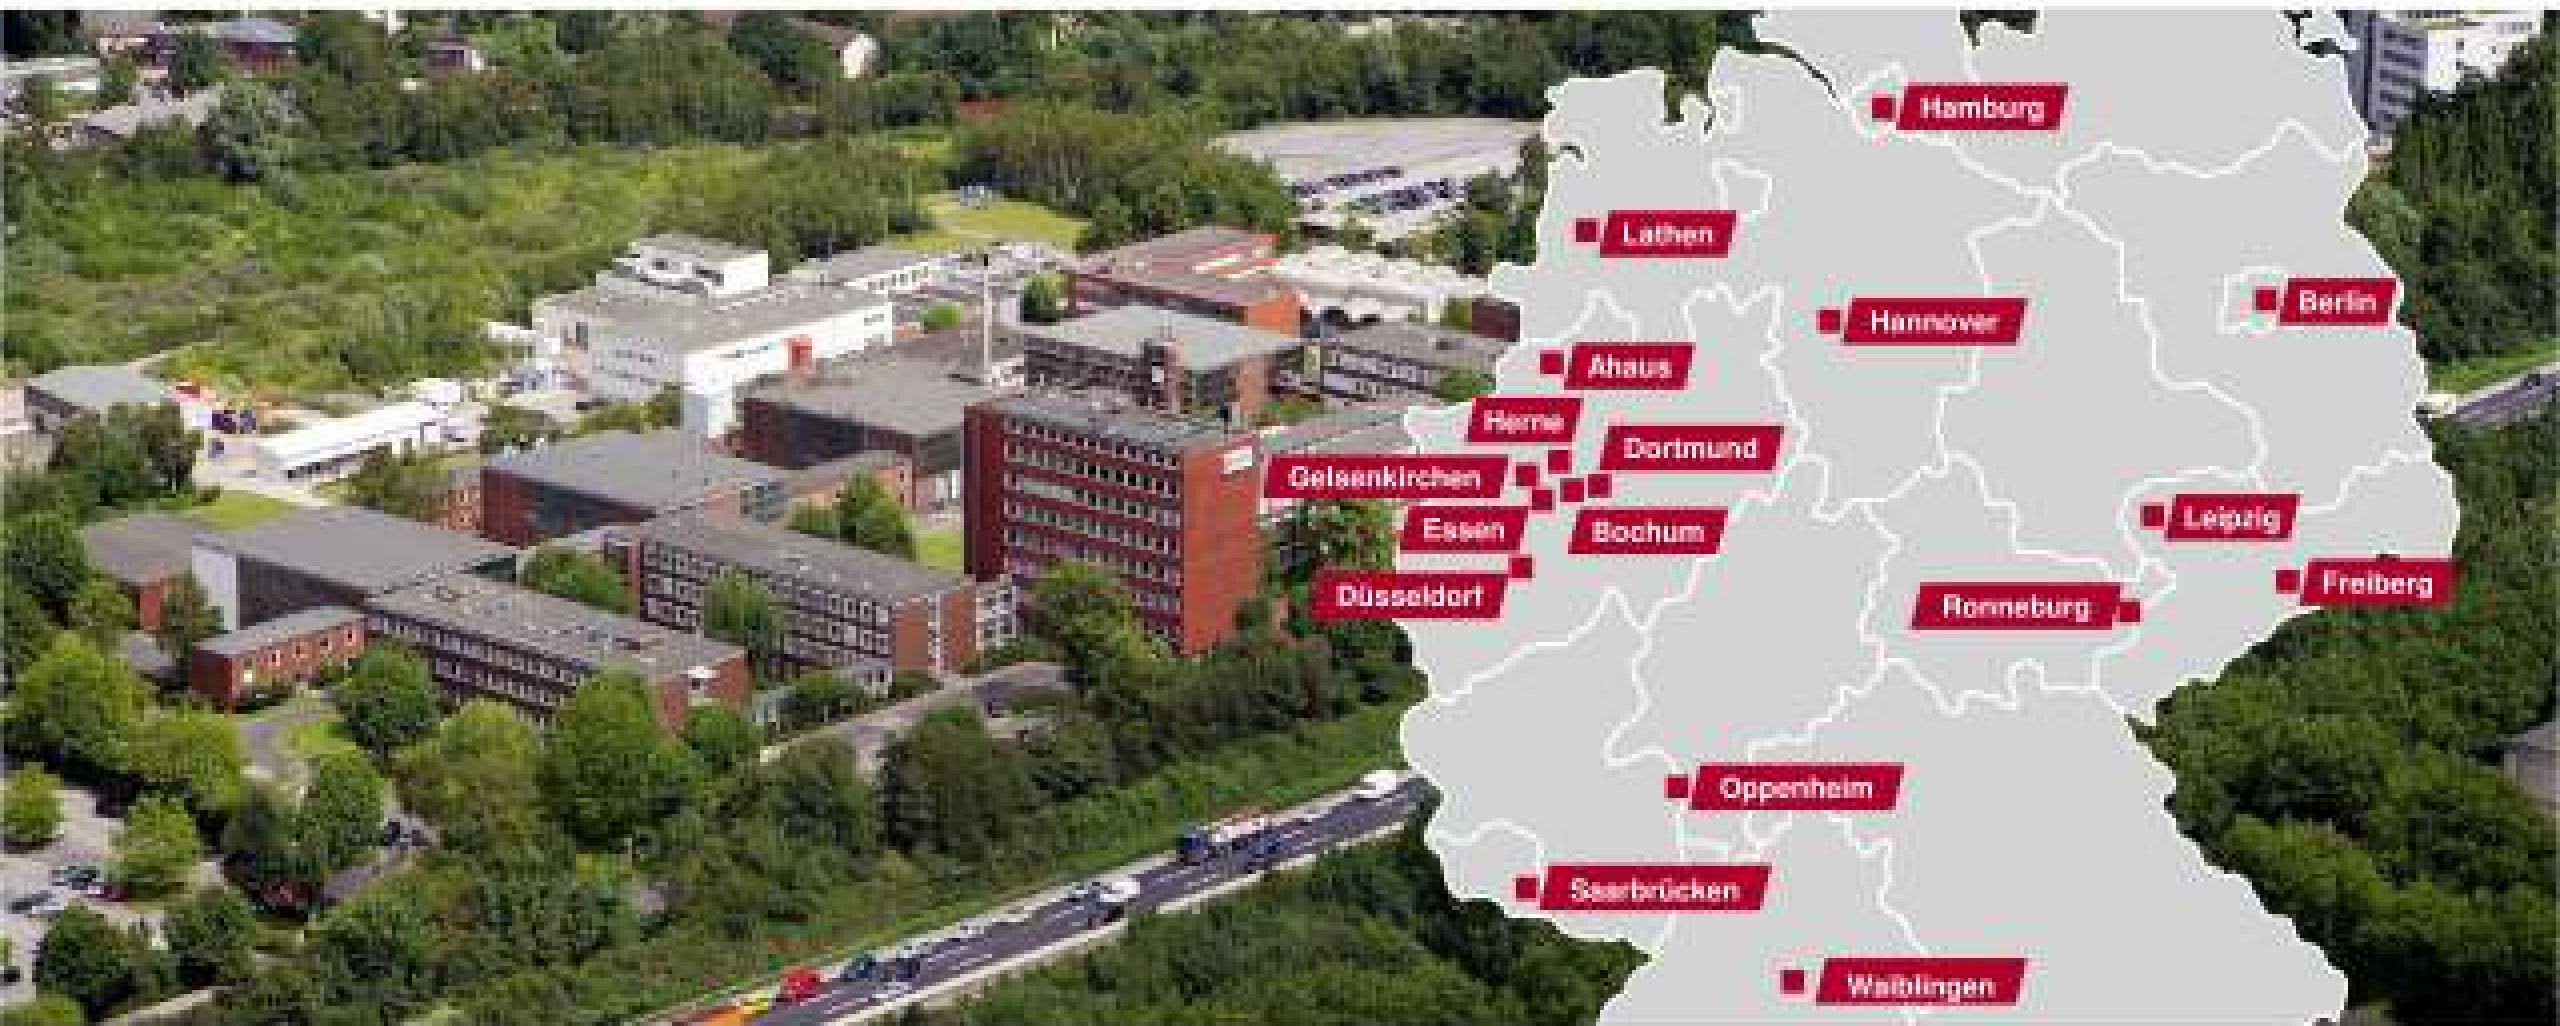 Hamburg
Lathen
Berlin
Hannover
Ahaus
Herne
Dortmund
Gelsenkirchen
Leipzig
Essen
Bochum
Freiberg
Düsseldorf
Ronneburg
Oppenheim
Saarbrücken
Waiblingen